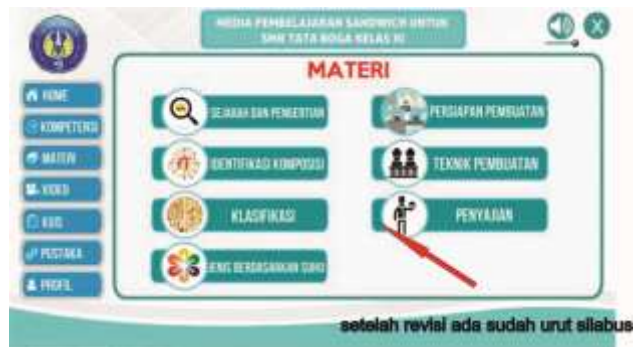 MEDIA PEMBELAJARAN SANDWICH UNTUK
SMK TATA BOGA KELAS XI
MATERI
HOME
KOMPETENSI
MATERI
VIDEO
KUIS
PUSTAKA
PROFIL
SEJARAH DAN PENGERTIAN
IDENTIFIKASI KOMPOSISI
KLASIFIKASI
JENIS BERDASARKAN SUHU
PERSIAPAN PEMBUATAN
TEKNIK PEMBUATAN
PENYAJIAN
X
setelah revisi ada sudah urut silabus